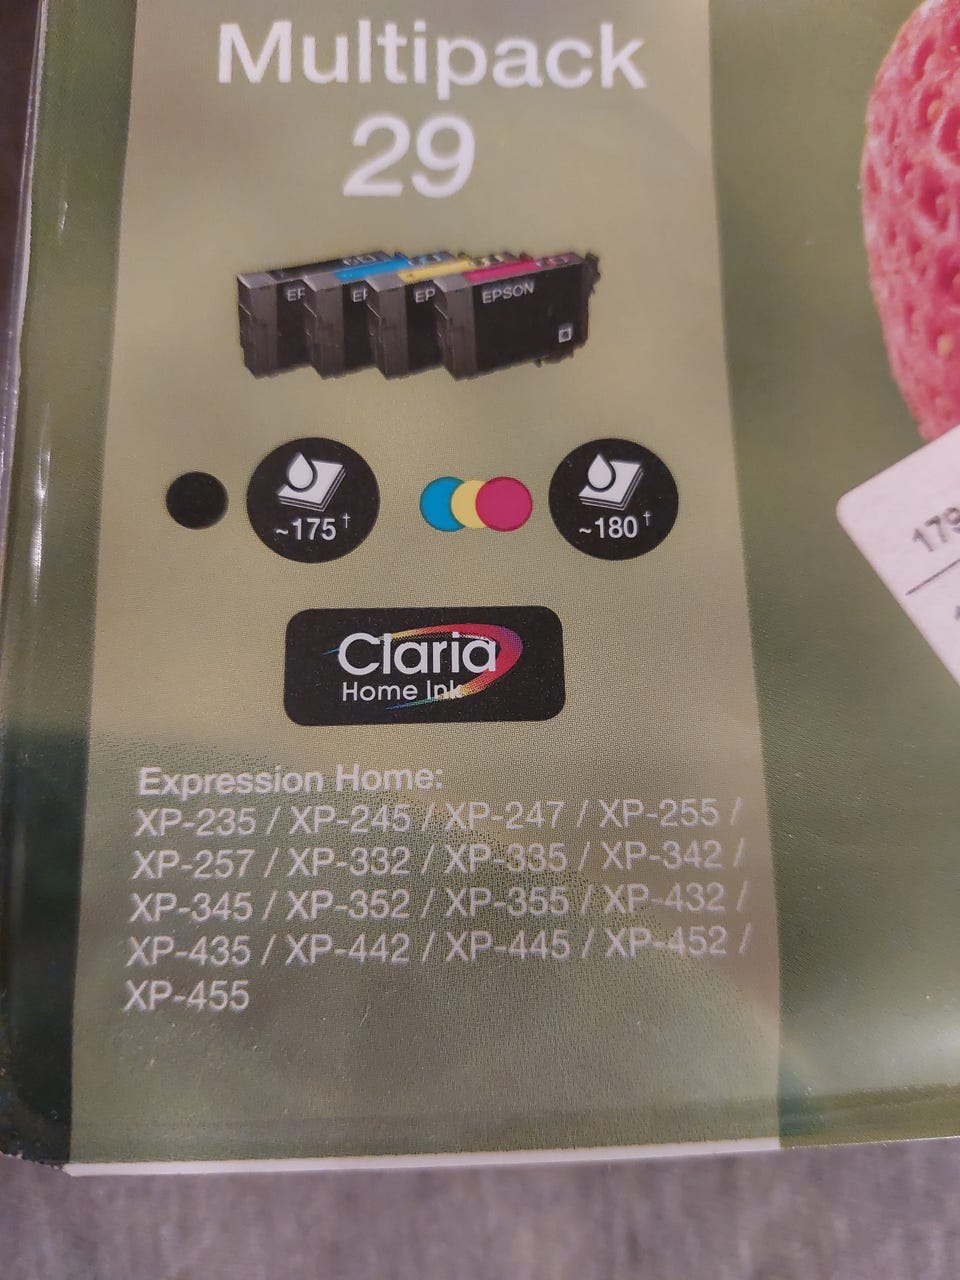 Multipack
29
EPSON
~175†
~180†
Claria
Home Ink
Expression Home:
XP-235 / XP-245 / XP-247 / XP-255 /
XP-257 / XP-332 / XP-335 / XP-342 /
XP-345 / XP-352 / XP-355 / XP-432 /
XP-435 / XP-442 / XP-445 / XP-452 /
XP-455